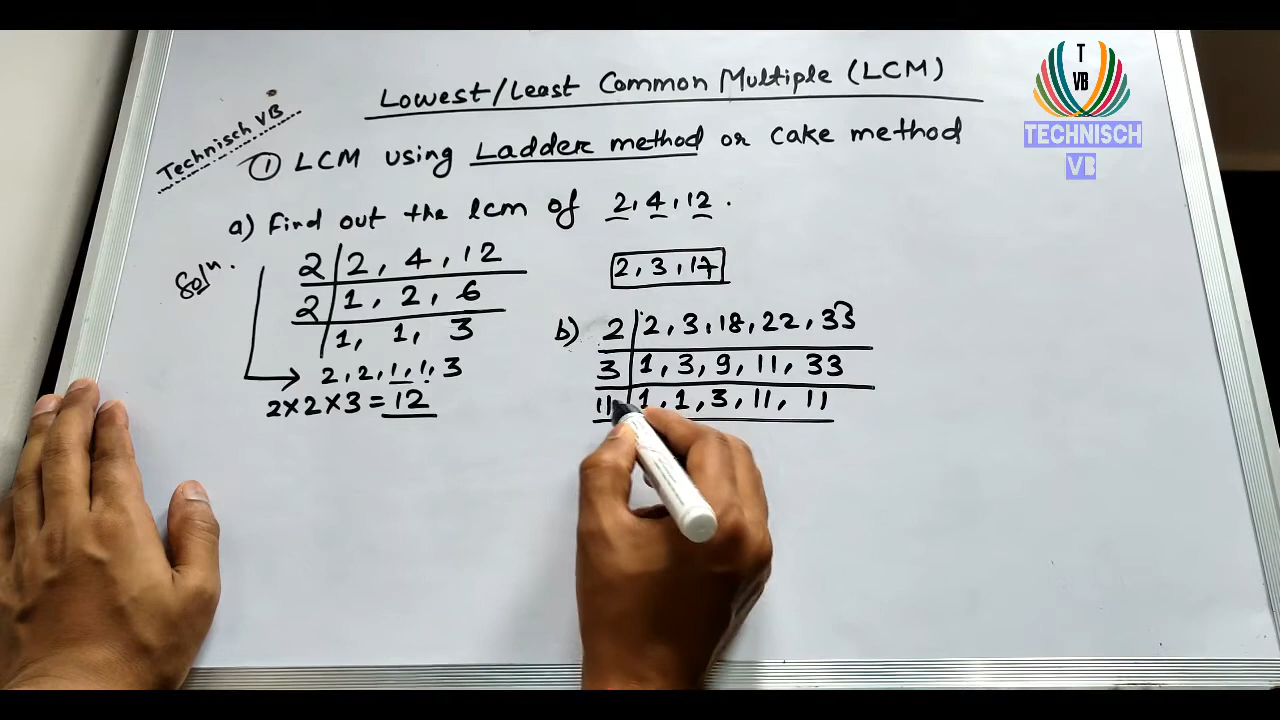 Lowest/Least Common Multiple (LCM)
Technisch VB
① LCM using Ladder method or cake method
a) Find out the lcm of 2, 4, 12.
Solⁿ.
2 | 2, 4, 12
2 | 1, 2, 6
| 1, 1, 3
2, 2, 1, 1, 3
2×2×3 = 12
2, 3, 17
b) 2 | 2, 3, 18, 22, 33
3 | 1, 3, 9, 11, 33
11 | 1, 1, 3, 11, 11
T
VB
TECHNISCH
VB